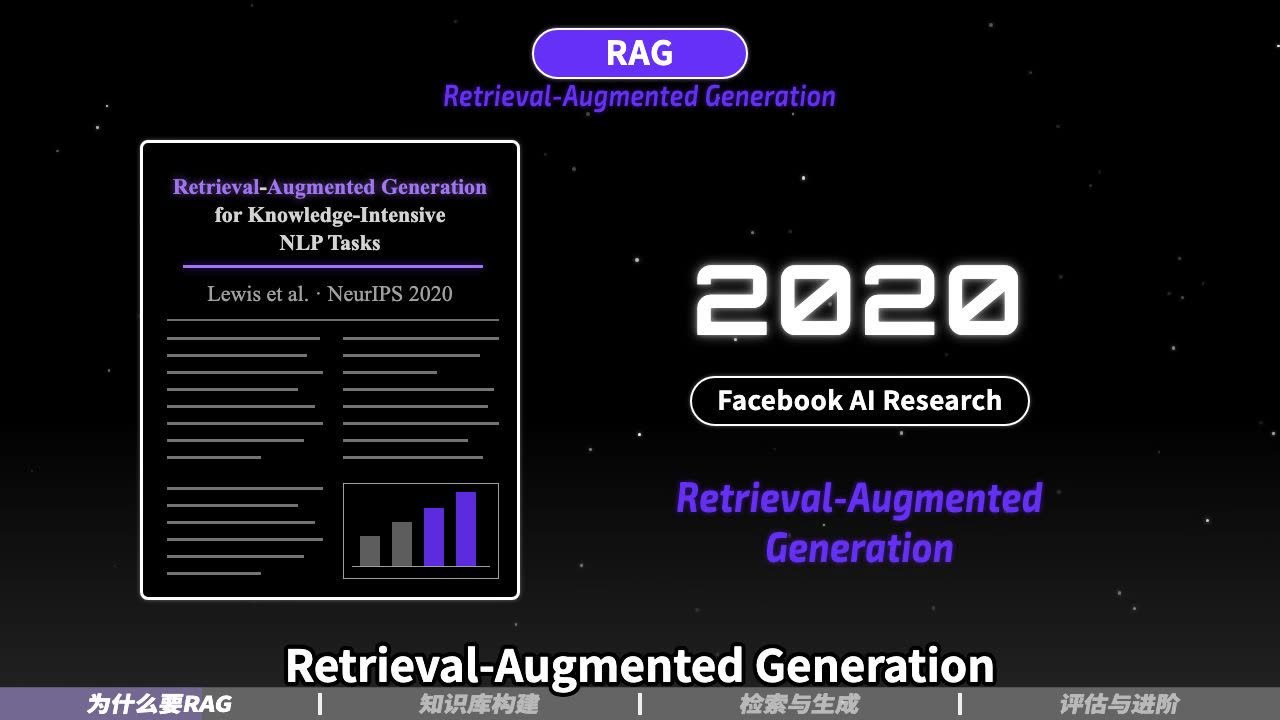 RAG
Retrieval-Augmented Generation
Retrieval-Augmented Generation
for Knowledge-Intensive
NLP Tasks
Lewis et al. · NeurIPS 2020
2020
Facebook AI Research
Retrieval-Augmented
Generation
Retrieval-Augmented Generation
为什么要RAG
知识库构建
检索与生成
评估与进阶